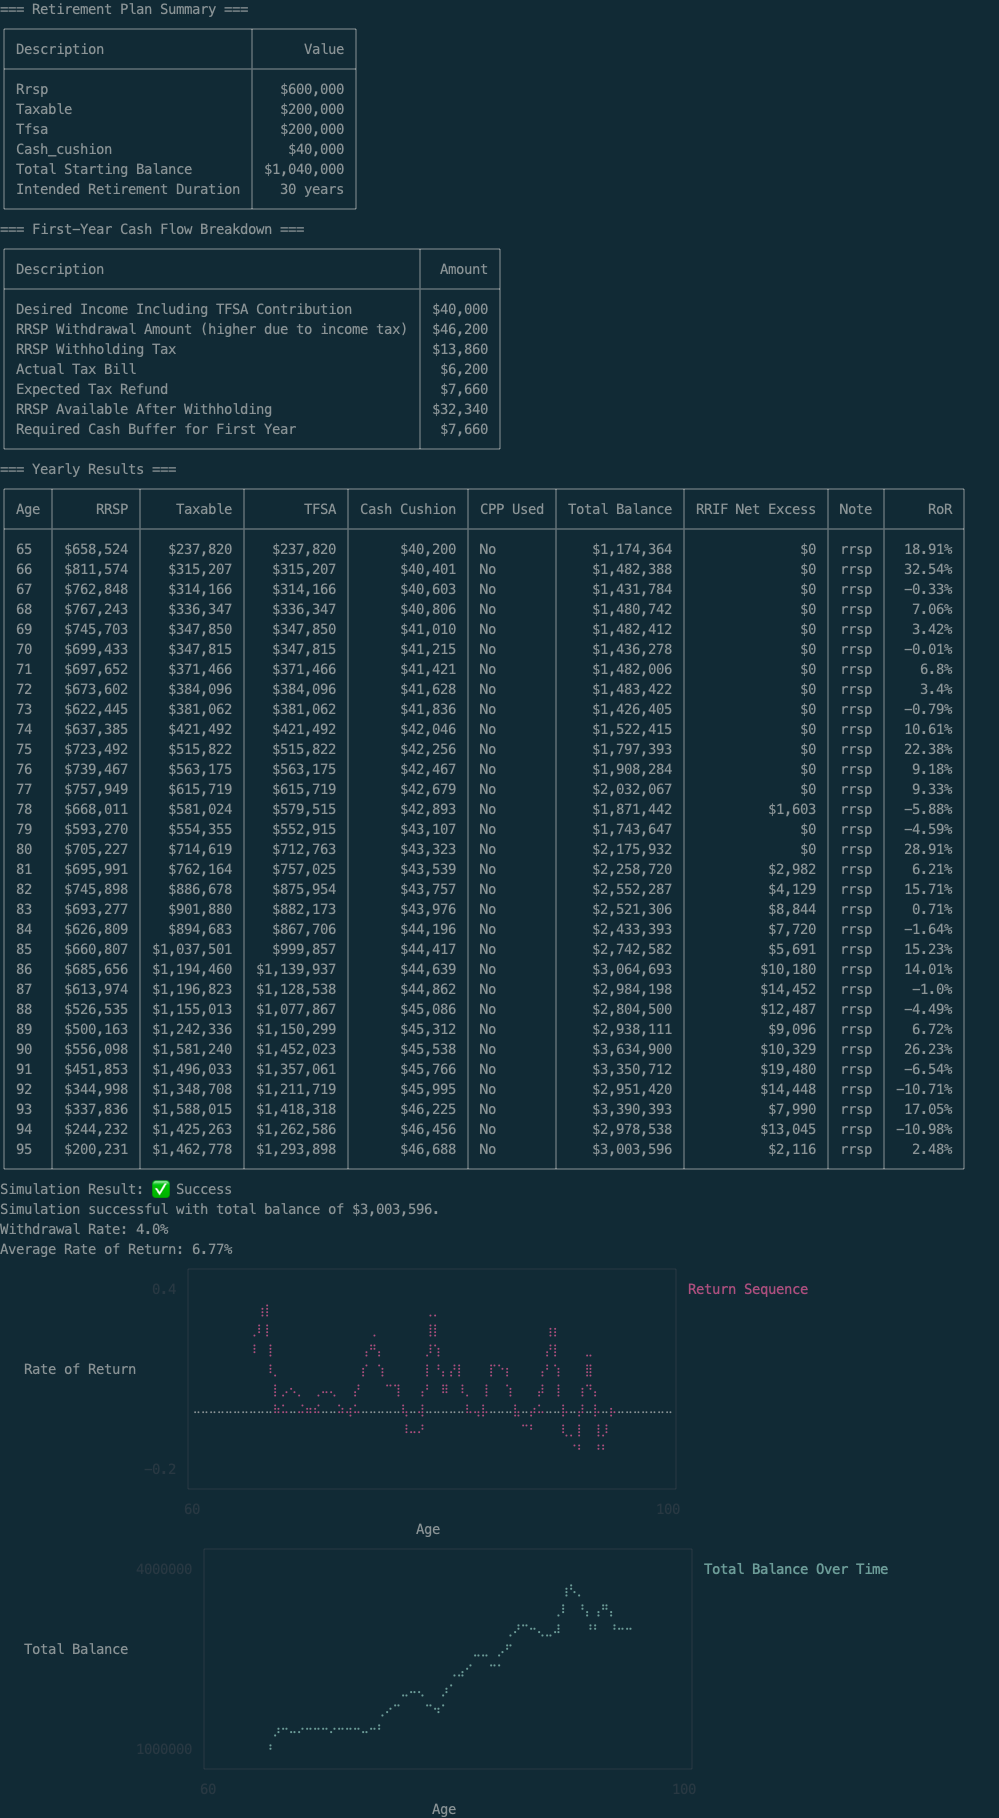 === Retirement Plan Summary ===
Description Value
Rrsp $600,000
Taxable $200,000
Tfsa $200,000
Cash_cushion $40,000
Total Starting Balance $1,040,000
Intended Retirement Duration 30 years
=== First-Year Cash Flow Breakdown ===
Description Amount
Desired Income Including TFSA Contribution $40,000
RRSP Withdrawal Amount (higher due to income tax) $46,200
RRSP Withholding Tax $13,860
Actual Tax Bill $6,200
Expected Tax Refund $7,660
RRSP Available After Withholding $32,340
Required Cash Buffer for First Year $7,660
=== Yearly Results ===
Age RRSP Taxable TFSA Cash Cushion CPP Used Total Balance RRIF Net Excess Note RoR
65 $658,524 $237,820 $237,820 $40,200 No $1,174,364 $0 rrsp 18.91%
66 $811,574 $315,207 $315,207 $40,401 No $1,482,388 $0 rrsp 32.54%
67 $762,848 $314,166 $314,166 $40,603 No $1,431,784 $0 rrsp -0.33%
68 $767,243 $336,347 $336,347 $40,806 No $1,480,742 $0 rrsp 7.06%
69 $745,703 $347,850 $347,850 $41,010 No $1,482,412 $0 rrsp 3.42%
70 $699,433 $347,815 $347,815 $41,215 No $1,436,278 $0 rrsp -0.01%
71 $697,652 $371,466 $371,466 $41,421 No $1,482,006 $0 rrsp 6.8%
72 $673,602 $384,096 $384,096 $41,628 No $1,483,422 $0 rrsp 3.4%
73 $622,445 $381,062 $381,062 $41,836 No $1,426,405 $0 rrsp -0.79%
74 $637,385 $421,492 $421,492 $42,046 No $1,522,415 $0 rrsp 10.61%
75 $723,492 $515,822 $515,822 $42,256 No $1,797,393 $0 rrsp 22.38%
76 $739,467 $563,175 $563,175 $42,467 No $1,908,284 $0 rrsp 9.18%
77 $757,949 $615,719 $615,719 $42,679 No $2,032,067 $0 rrsp 9.33%
78 $668,011 $581,024 $579,515 $42,893 No $1,871,442 $1,603 rrsp -5.88%
79 $593,270 $554,355 $552,915 $43,107 No $1,743,647 $0 rrsp -4.59%
80 $705,227 $714,619 $712,763 $43,323 No $2,175,932 $0 rrsp 28.91%
81 $695,991 $762,164 $757,025 $43,539 No $2,258,720 $2,982 rrsp 6.21%
82 $745,898 $886,678 $875,954 $43,757 No $2,552,287 $4,129 rrsp 15.71%
83 $693,277 $901,880 $882,173 $43,976 No $2,521,306 $8,844 rrsp 0.71%
84 $626,809 $894,683 $867,706 $44,196 No $2,433,393 $7,720 rrsp -1.64%
85 $660,807 $1,037,501 $999,857 $44,417 No $2,742,582 $5,691 rrsp 15.23%
86 $685,656 $1,194,460 $1,139,937 $44,639 No $3,064,693 $10,180 rrsp 14.01%
87 $613,974 $1,196,823 $1,128,538 $44,862 No $2,984,198 $14,452 rrsp -1.0%
88 $526,535 $1,155,013 $1,077,867 $45,086 No $2,804,500 $12,487 rrsp -4.49%
89 $500,163 $1,242,336 $1,150,299 $45,312 No $2,938,111 $9,096 rrsp 6.72%
90 $556,098 $1,581,240 $1,452,023 $45,538 No $3,634,900 $10,329 rrsp 26.23%
91 $451,853 $1,496,033 $1,357,061 $45,766 No $3,350,712 $19,480 rrsp -6.54%
92 $344,998 $1,348,708 $1,211,719 $45,995 No $2,951,420 $14,448 rrsp -10.71%
93 $337,836 $1,588,015 $1,418,318 $46,225 No $3,390,393 $7,990 rrsp 17.05%
94 $244,232 $1,425,263 $1,262,586 $46,456 No $2,978,538 $13,045 rrsp -10.98%
95 $200,231 $1,462,778 $1,293,898 $46,688 No $3,003,596 $2,116 rrsp 2.48%
Simulation Result: ✅ Success
Simulation successful with total balance of $3,003,596.
Withdrawal Rate: 4.0%
Average Rate of Return: 6.77%
0.4 Return Sequence
Rate of Return
-0.2
60 100
Age
4000000 Total Balance Over Time
Total Balance
1000000
60 100
Age